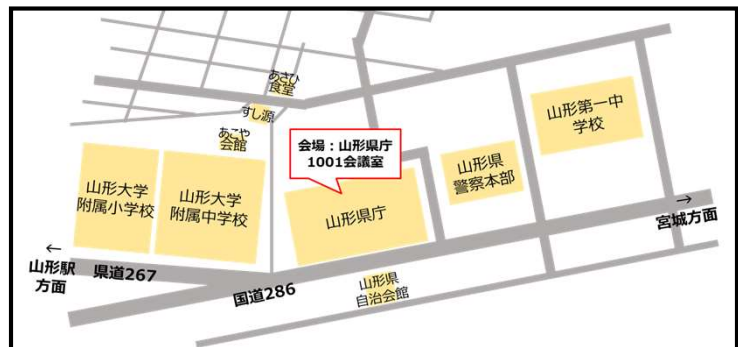 あさひ
食堂
すし源
あこや
会館
会場：山形県庁
1001会議室
山形第一中
学校
山形県
警察本部
山形大学
附属小学校
山形大学
附属中学校
山形県庁
→
宮城方面
←
山形駅
方面
県道267
国道286
山形県
自治会館